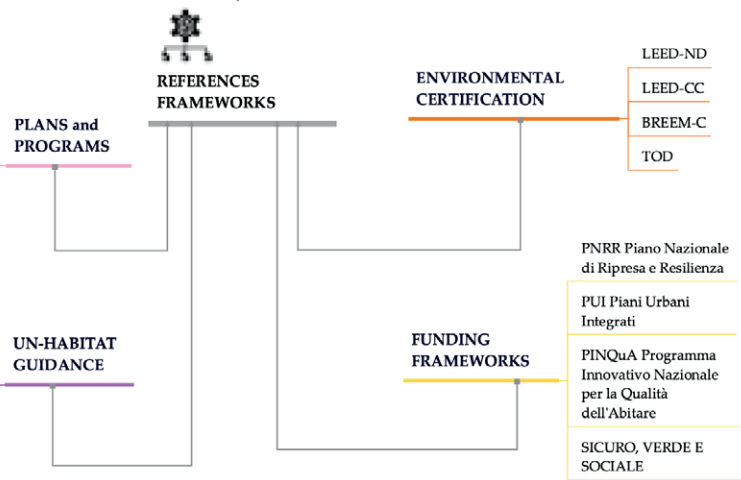 REFERENCES
FRAMEWORKS
PLANS and
PROGRAMS
UN-HABITAT
GUIDANCE
ENVIRONMENTAL
CERTIFICATION
LEED-ND
LEED-CC
BREEM-C
TOD
FUNDING
FRAMEWORKS
PNRR Piano Nazionale
di Ripresa e Resilienza
PUI Piani Urbani
Integrati
PINQuA Programma
Innovativo Nazionale
per la Qualità
dell'Abitare
SICURO, VERDE E
SOCIALE